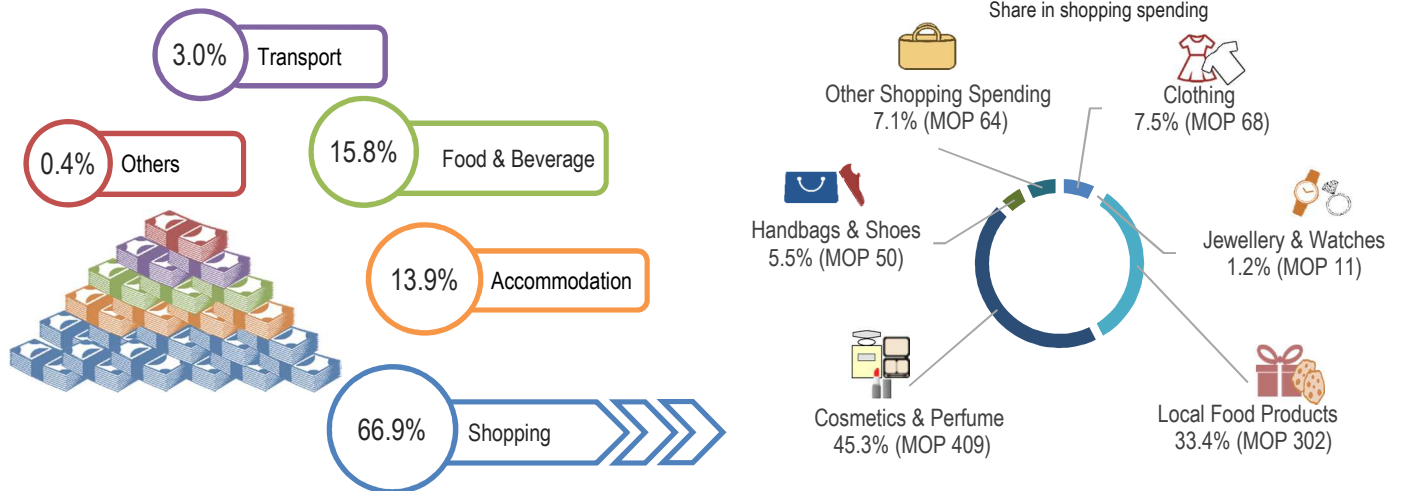 3.0%
Transport
0.4%
Others
15.8%
Food & Beverage
13.9%
Accommodation
66.9%
Shopping
Share in shopping spending
Other Shopping Spending
7.1% (MOP 64)
Clothing
7.5% (MOP 68)
Handbags & Shoes
5.5% (MOP 50)
Jewellery & Watches
1.2% (MOP 11)
Cosmetics & Perfume
45.3% (MOP 409)
Local Food Products
33.4% (MOP 302)